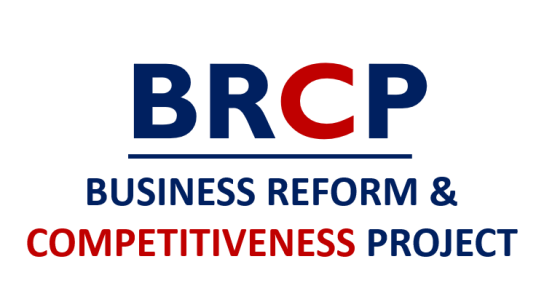 BRCP
BUSINESS REFORM &
COMPETITIVENESS PROJECT